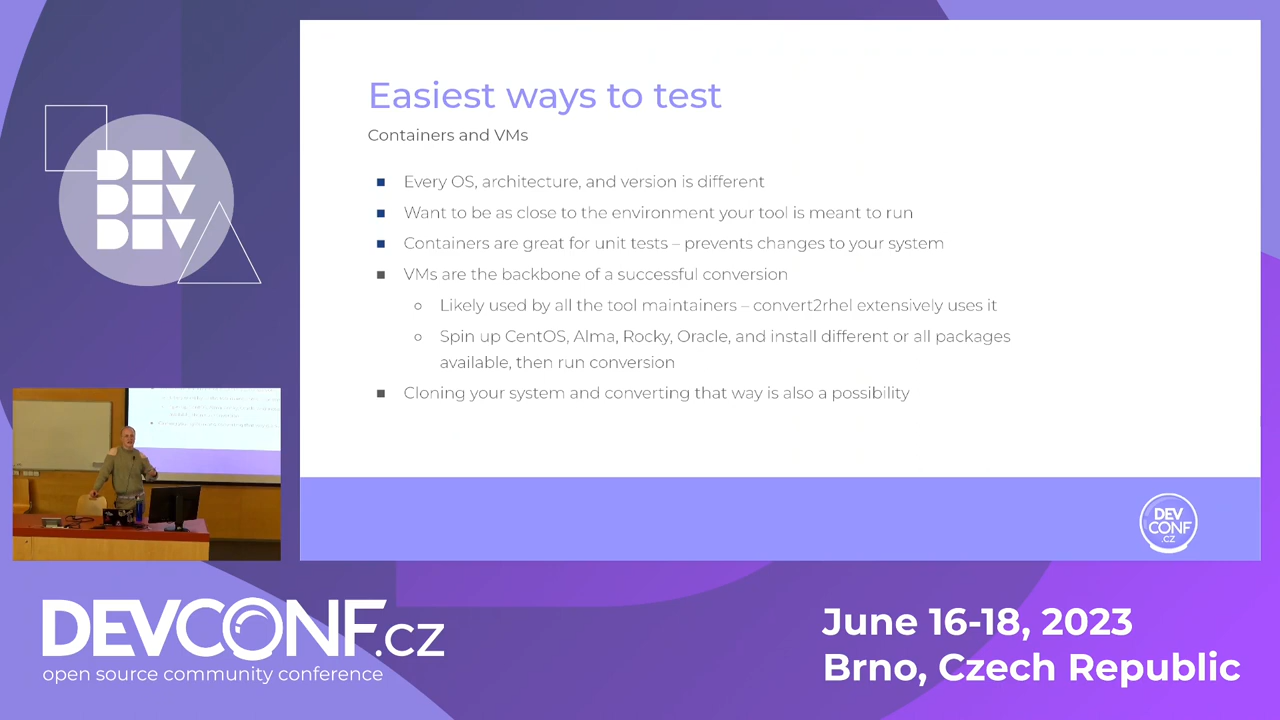 DEV
DEV
DEV
Easiest ways to test
Containers and VMs
■ Every OS, architecture, and version is different
■ Want to be as close to the environment your tool is meant to run
■ Containers are great for unit tests – prevents changes to your system
■ VMs are the backbone of a successful conversion
○ Likely used by all the tool maintainers – convert2rhel extensively uses it
○ Spin up CentOS, Alma, Rocky, Oracle, and install different or all packages
available, then run conversion
■ Cloning your system and converting that way is also a possibility
DEV
CONF
.CZ
DEVCONF.cz
open source community conference
June 16-18, 2023
Brno, Czech Republic